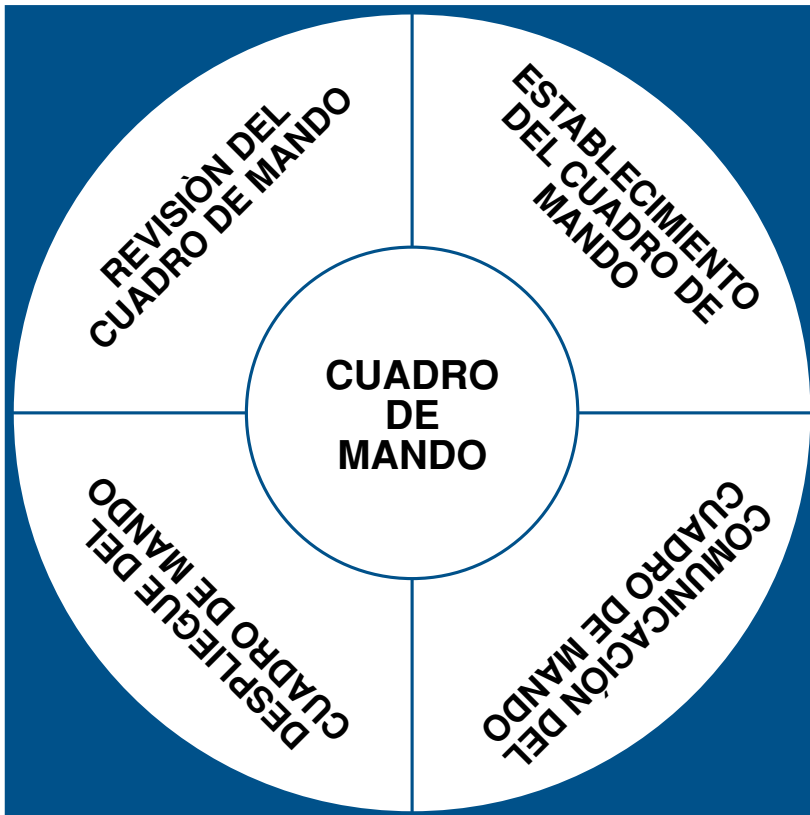 REVISIÒN DEL
CUADRO DE MANDO
ESTABLECIMIENTO
DEL CUADRO DE
MANDO
CUADRO
DE
MANDO
DESPLIEGUE DEL
CUADRO DE MANDO
COMUNICACIÓN DEL
CUADRO DE MANDO